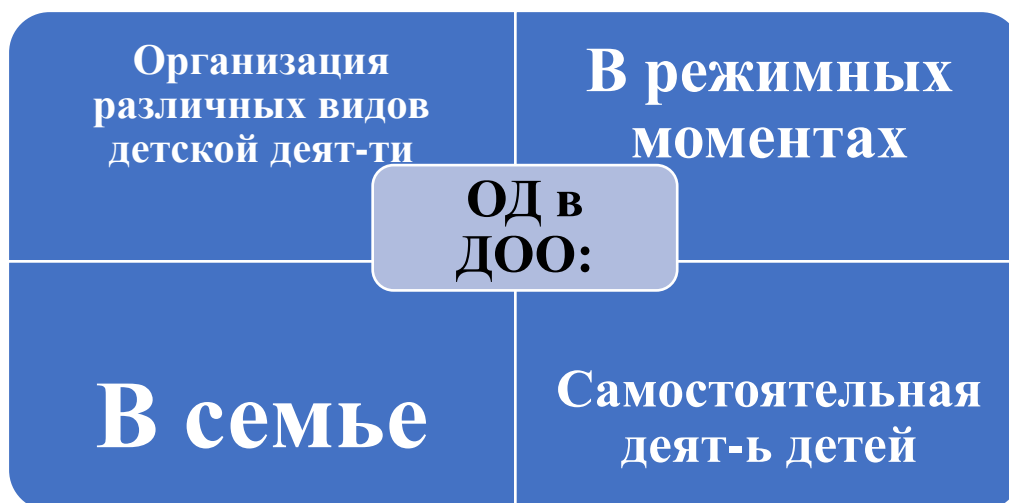 Организация
различных видов
детской деят-ти
В режимных
моментах
ОД в
ДОО:
В семье
Самостоятельная
деят-ь детей